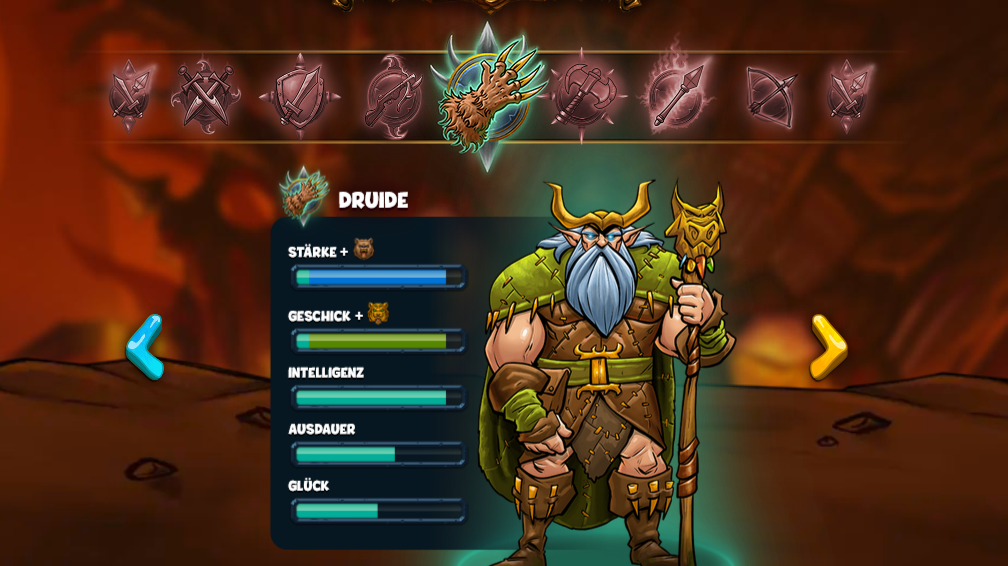 DRUIDE
STÄRKE +
GESCHICK +
INTELLIGENZ
AUSDAUER
GLÜCK